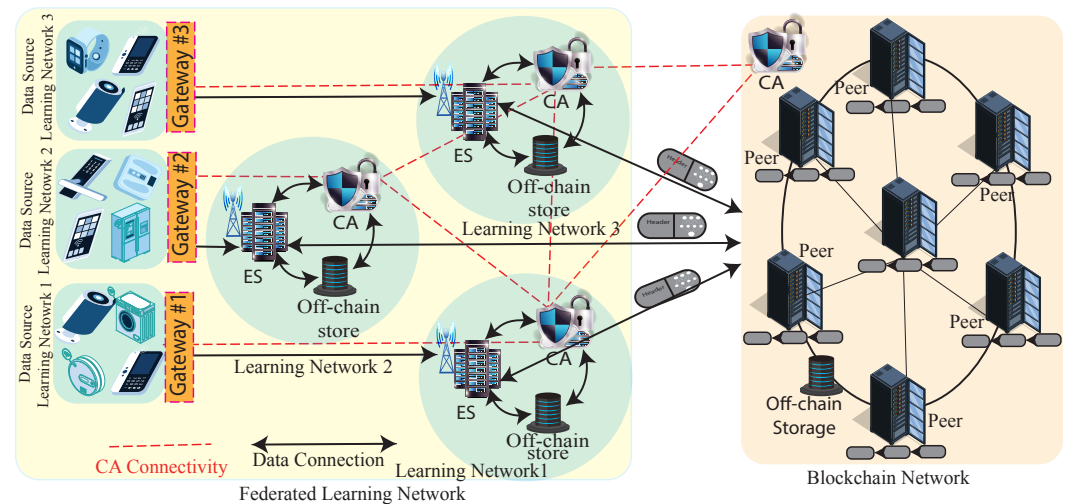 Data Source
Learning Network 3
Gateway #3
Data Source
Learning Netowrk 2
Gateway #2
Data Source
Learning Netowrk 1
Gateway #1
CA
ES
Off-chain
store
Learning Network 3
CA
ES
Off-chain
store
Learning Network 2
CA
ES
Off-chain
store
Learning Network1
CA Connectivity
Data Connection
Federated Learning Network
Header
Header
Header
CA
Peer
Peer
Peer
Peer
Peer
Peer
Peer
Off-chain
Storage
Blockchain Network